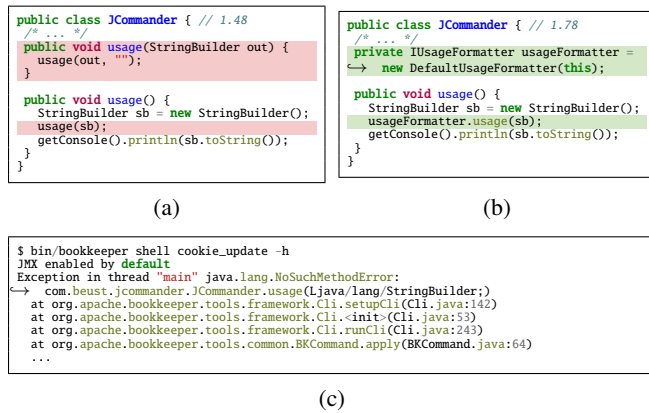 public class JCommander { // 1.48
/* ... */
public void usage(StringBuilder out) {
usage(out, "");
}
public void usage() {
StringBuilder sb = new StringBuilder();
usage(sb);
getConsole().println(sb.toString());
}
}
(a)
public class JCommander { // 1.78
/* ... */
private IUsageFormatter usageFormatter =
↪ new DefaultUsageFormatter(this);
public void usage() {
StringBuilder sb = new StringBuilder();
usageFormatter.usage(sb);
getConsole().println(sb.toString());
}
}
(b)
$ bin/bookkeeper shell cookie_update -h
JMX enabled by default
Exception in thread "main" java.lang.NoSuchMethodError:
↪ com.beust.jcommander.JCommander.usage(Ljava/lang/StringBuilder;)
at org.apache.bookkeeper.tools.framework.Cli.setupCli(Cli.java:142)
at org.apache.bookkeeper.tools.framework.Cli.<init>(Cli.java:53)
at org.apache.bookkeeper.tools.framework.Cli.runCli(Cli.java:243)
at org.apache.bookkeeper.tools.common.BKCommand.apply(BKCommand.java:64)
...
(c)